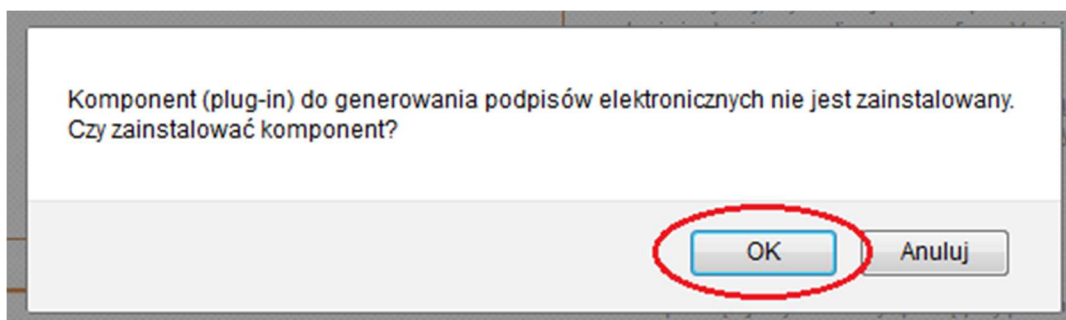 Komponent (plug-in) do generowania podpisów elektronicznych nie jest zainstalowany.
Czy zainstalować komponent?
OK
Anuluj